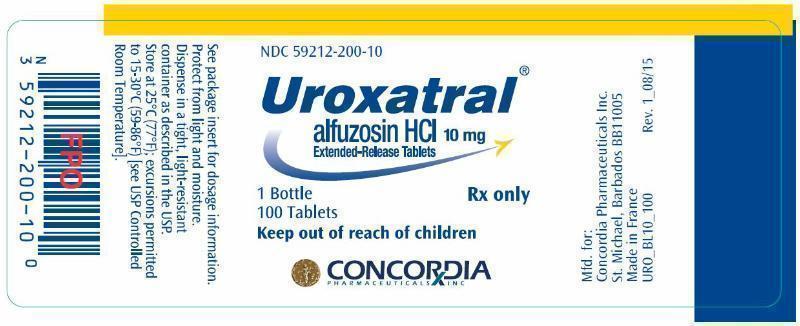 N
3 59212-200-10 0
FPO
See package insert for dosage information.
Protect from light and moisture.
Dispense in a tight, light-resistant
container as described in the USP.
Store at 25°C (77°F; excursions permitted
to 15-30°C (59-86°F) [see USP Controlled
Room Temperature].
NDC 59212-200-10
Uroxatral®
alfuzosin HCl 10 mg
Extended-Release Tablets
1 Bottle
Rx only
100 Tablets
Keep out of reach of children
CONCORDIA
PHARMACEUTICALS Rx INC
Mfd. for:
Concordia Pharmaceuticals Inc.
St. Michael, Barbados BB11005
Made in France
URO_BL10_100 Rev. 1_08/15